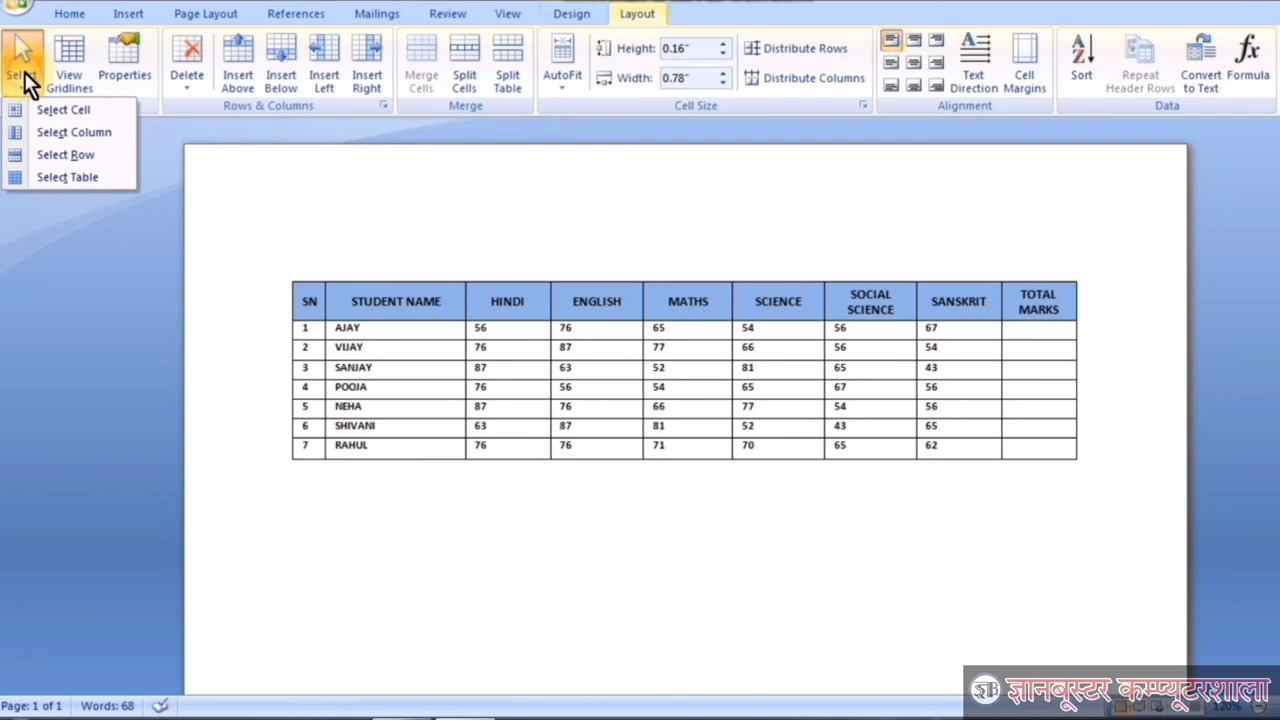 Home Insert Page Layout References Mailings Review View Design Layout
Select View Gridlines Properties
Delete Insert Above Insert Below Insert Left Insert Right
Rows & Columns
Merge Cells Split Cells Split Table
Merge
AutoFit Height: 0.16" Distribute Rows
Width: 0.78" Distribute Columns
Cell Size
Text Direction Cell Margins
Alignment
Sort Repeat Header Rows Convert to Text Formula
Data
Select Cell
Select Column
Select Row
Select Table
SN STUDENT NAME HINDI ENGLISH MATHS SCIENCE SOCIAL SCIENCE SANSKRIT TOTAL MARKS
1 AJAY 56 76 65 54 56 67
2 VIJAY 76 87 77 66 56 54
3 SANJAY 87 63 52 81 65 43
4 POOJA 76 56 54 65 67 56
5 NEHA 87 76 66 77 54 56
6 SHIVANI 63 87 81 52 43 65
7 RAHUL 76 76 71 70 65 62
ज्ञानबूस्टर कम्प्यूटरशाला
Page: 1 of 1 Words: 68 120%